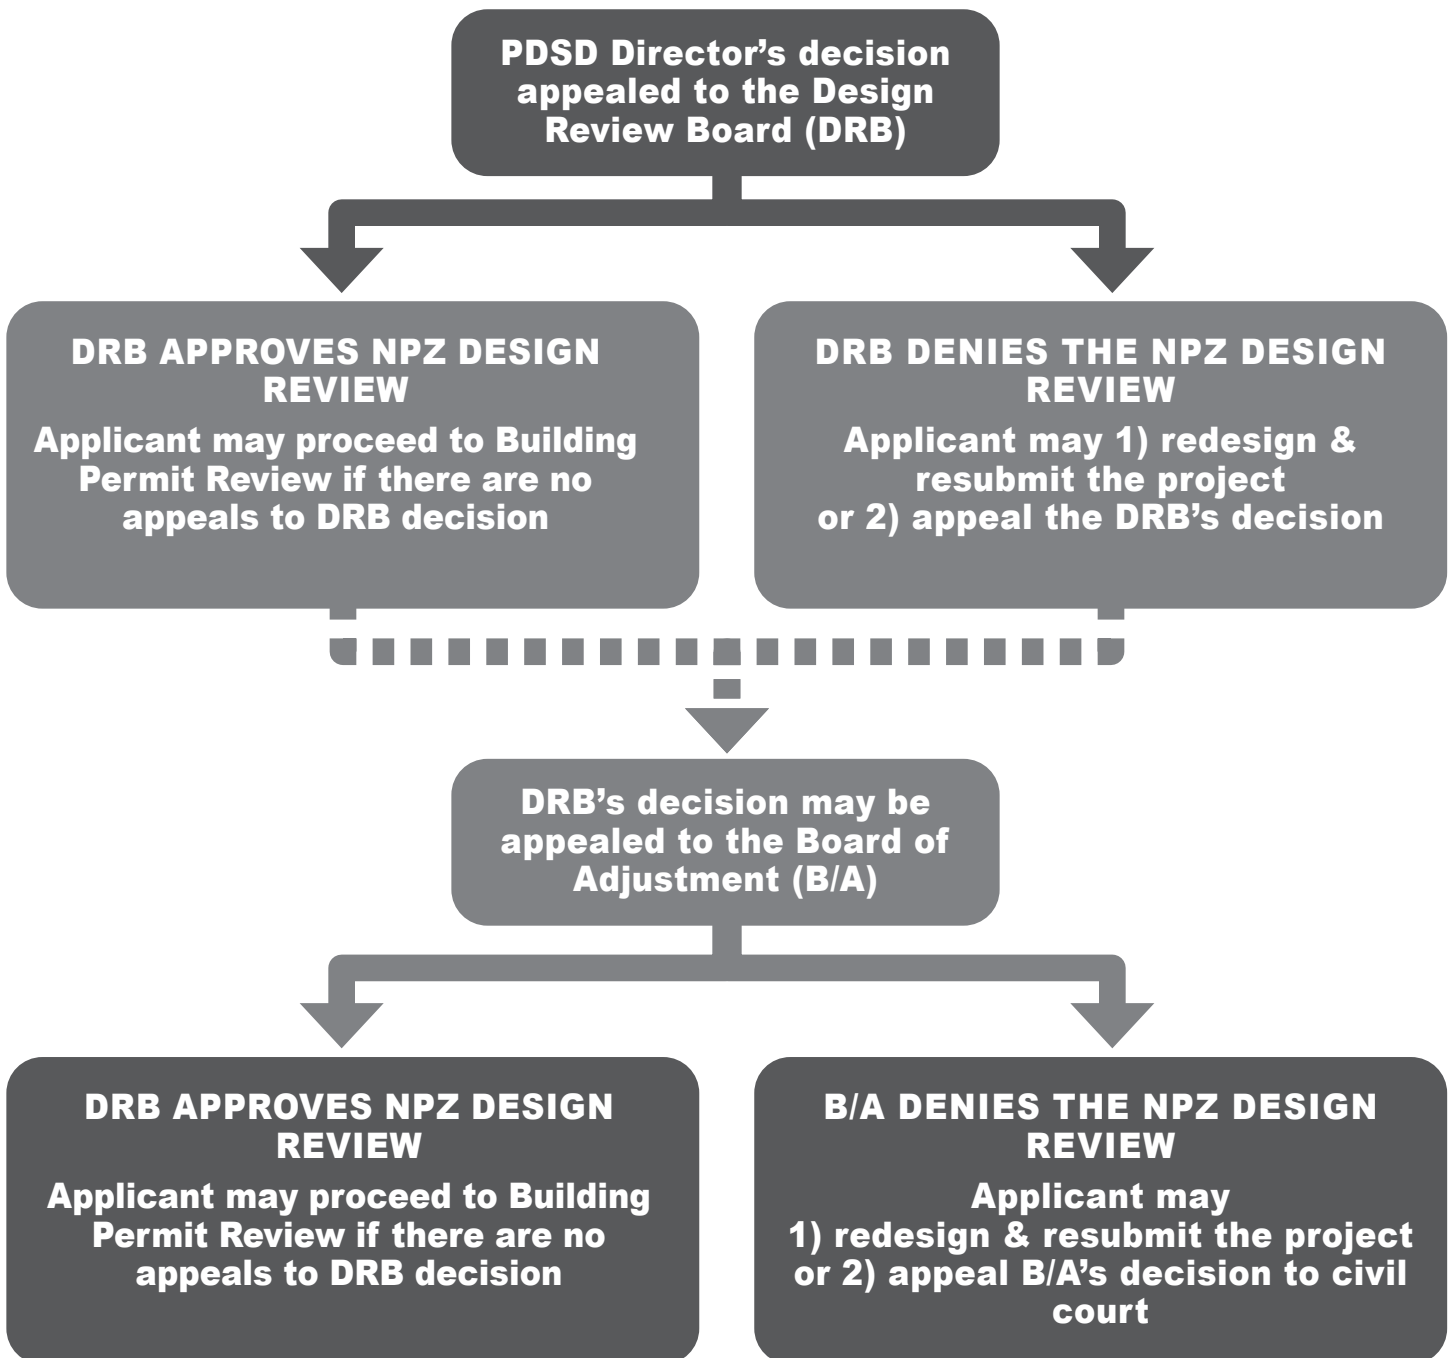 PDSD Director’s decision
appealed to the Design
Review Board (DRB)
DRB APPROVES NPZ DESIGN
REVIEW
Applicant may proceed to Building
Permit Review if there are no
appeals to DRB decision
DRB DENIES THE NPZ DESIGN
REVIEW
Applicant may 1) redesign &
resubmit the project
or 2) appeal the DRB’s decision
DRB’s decision may be
appealed to the Board of
Adjustment (B/A)
DRB APPROVES NPZ DESIGN
REVIEW
Applicant may proceed to Building
Permit Review if there are no
appeals to DRB decision
B/A DENIES THE NPZ DESIGN
REVIEW
Applicant may
1) redesign & resubmit the project
or 2) appeal B/A’s decision to civil
court